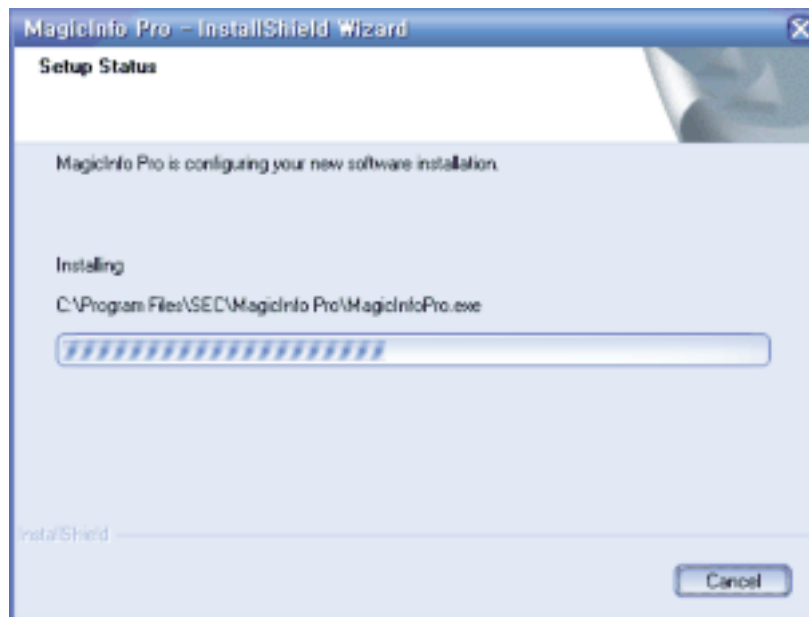 MagicInfo Pro - InstallShield Wizard
Setup Status
MagicInfo Pro is configuring your new software installation.
Installing
C:\Program Files\SEC\MagicInfo Pro\MagicInfoPro.exe
InstallShield
Cancel